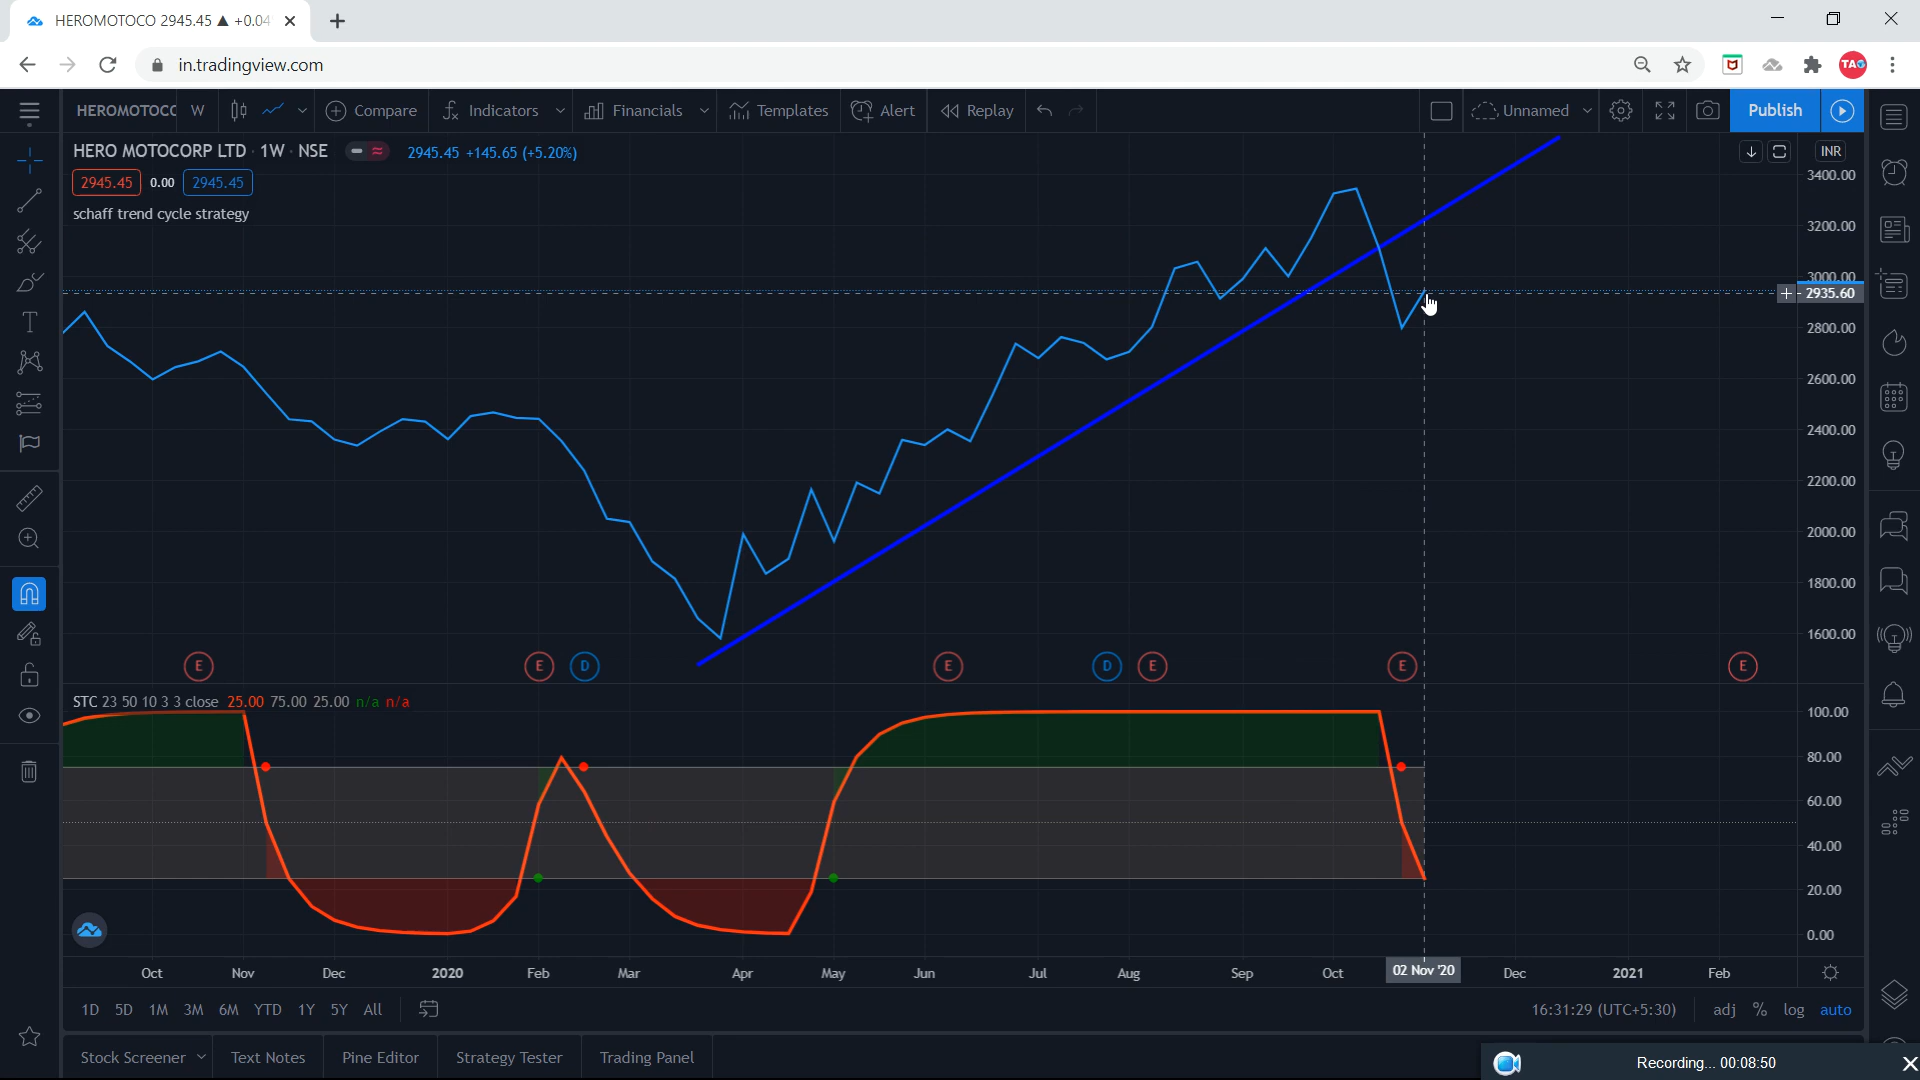 HEROMOTOCO 2945.45 ▲ +0.04
in.tradingview.com
TAO
HEROMOTOCO W Compare Indicators Financials Templates Alert Replay Unnamed Publish
HERO MOTOCORP LTD · 1W · NSE 2945.45 +145.65 (+5.20%)
INR
2945.45 0.00 2945.45
schaff trend cycle strategy
3400.00
3200.00
3000.00
2935.60
2800.00
2600.00
2400.00
2200.00
2000.00
1800.00
1600.00
E E D E D E E E
STC 23 50 10 3 3 close 25.00 75.00 25.00 n/a n/a
100.00
80.00
60.00
40.00
20.00
0.00
Oct Nov Dec 2020 Feb Mar Apr May Jun Jul Aug Sep Oct 02 Nov '20 Dec 2021 Feb
1D 5D 1M 3M 6M YTD 1Y 5Y All 16:31:29 (UTC+5:30) adj % log auto
Stock Screener Text Notes Pine Editor Strategy Tester Trading Panel
Recording... 00:08:50